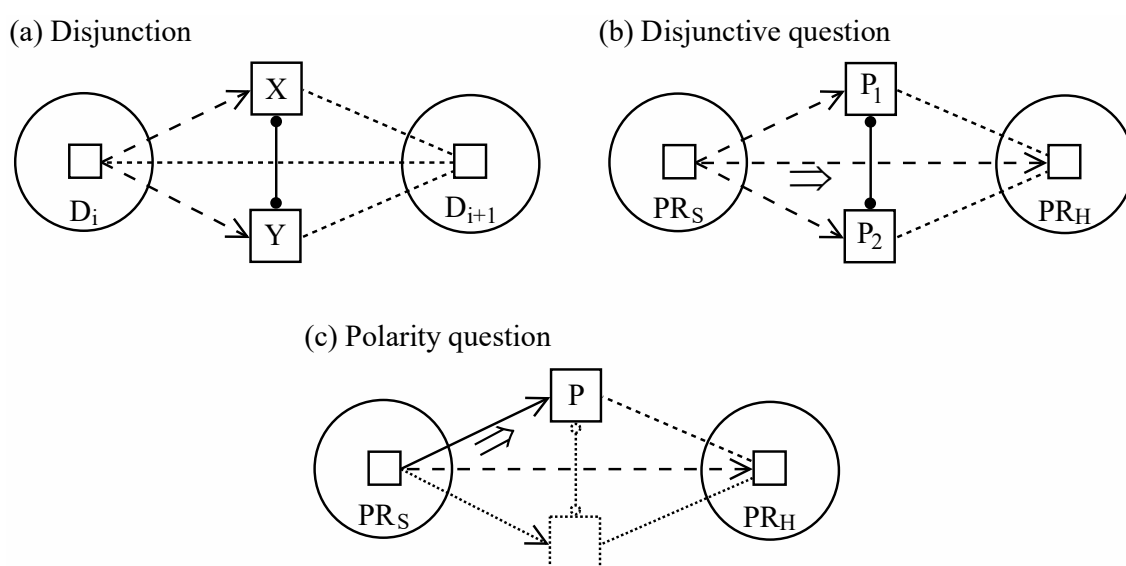 (a) Disjunction
(b) Disjunctive question
X
P1
Di
Di+1
PRS
PRH
Y
P2
(c) Polarity question
P
PRS
PRH